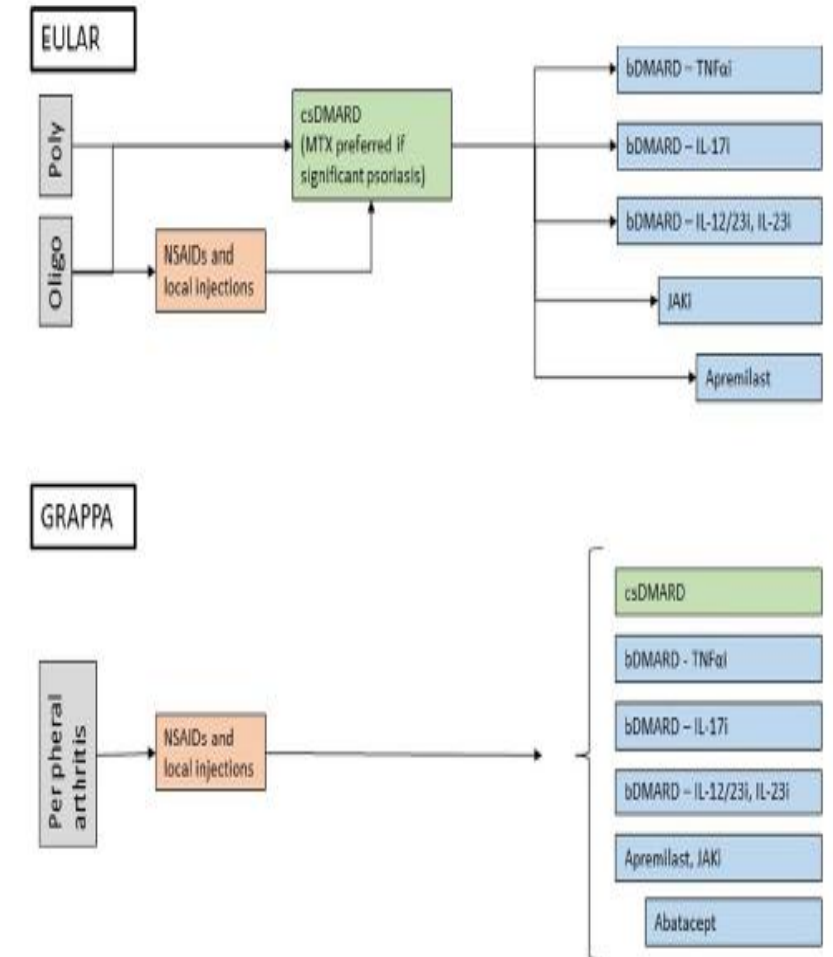 EULAR
Poly
Oligo
NSAIDs and
local injections
csDMARD
(MTX preferred if
significant psoriasis)
bDMARD – TNFαi
bDMARD – IL-17i
bDMARD – IL-12/23i, IL-23i
JAKi
Apremilast
GRAPPA
Peripheral
arthritis
NSAIDs and
local injections
csDMARD
bDMARD - TNFαi
bDMARD – IL-17i
bDMARD – IL-12/23i, IL-23i
Apremilast, JAKi
Abatacept